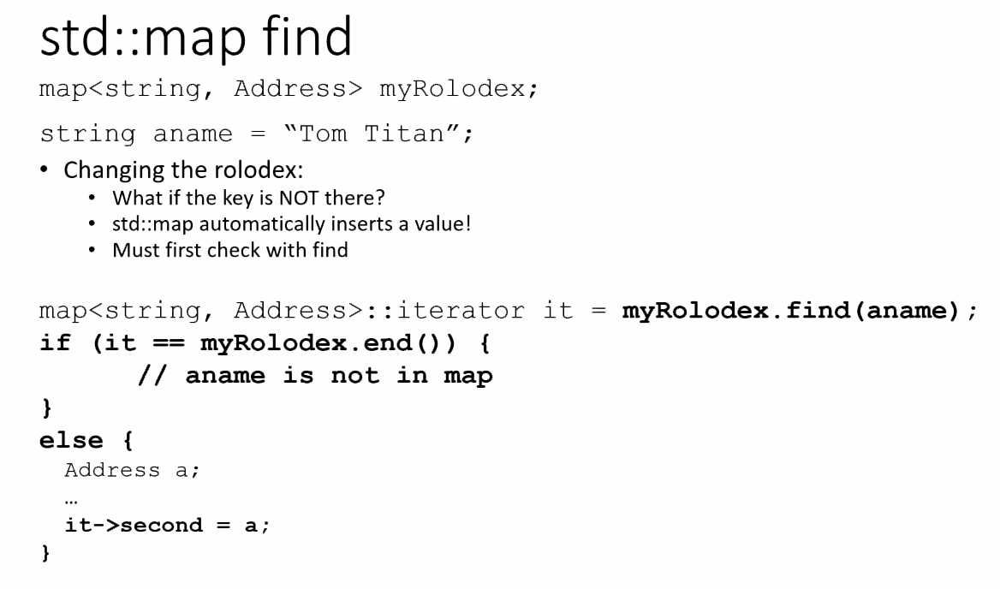 std::map find
map<string, Address> myRolodex;
string aname = “Tom Titan”;
• Changing the rolodex:
• What if the key is NOT there?
• std::map automatically inserts a value!
• Must first check with find
map<string, Address>::iterator it = myRolodex.find(aname);
if (it == myRolodex.end()) {
// aname is not in map
}
else {
Address a;
…
it->second = a;
}